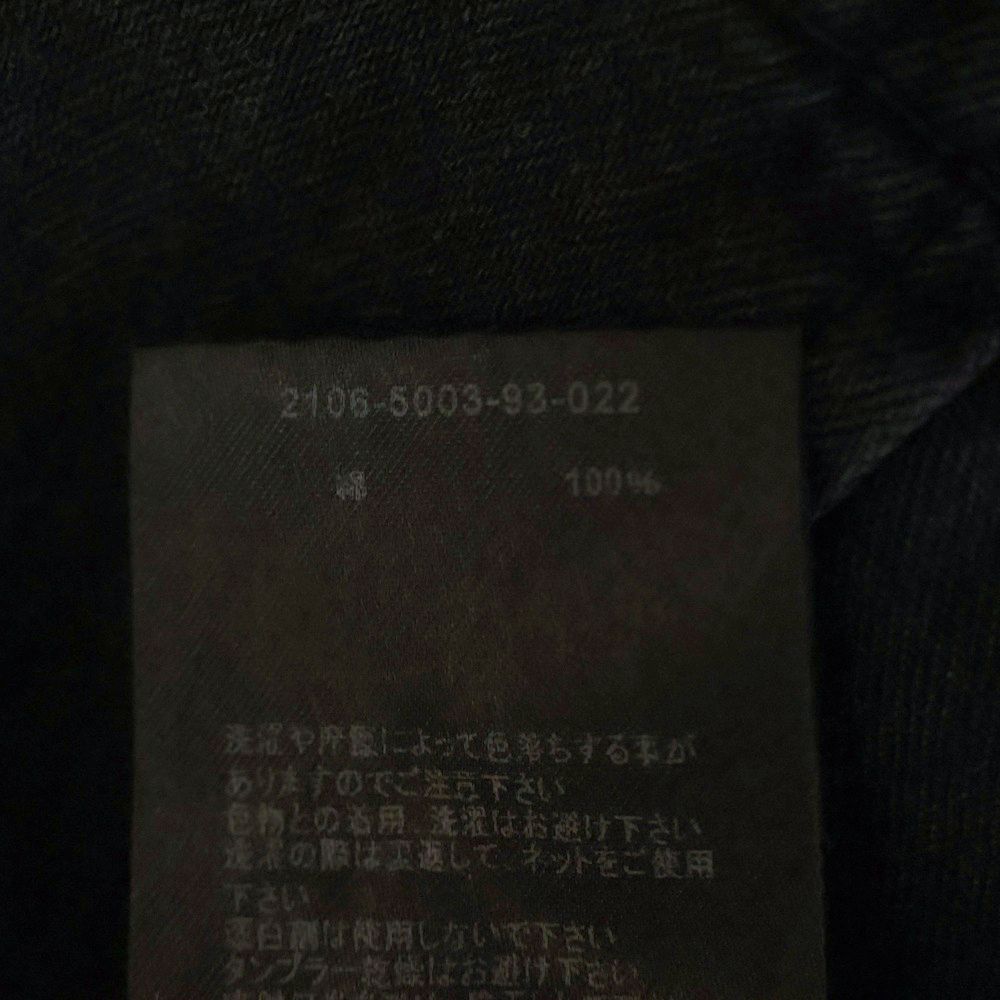 2106-5003-93-022
綿 100%
洗濯や摩擦によって色落ちする事が
ありますのでご注意下さい
色物との着用、洗濯はお避け下さい
洗濯の際は裏返して、ネットをご使用
下さい
漂白剤は使用しないで下さい
タンブラー乾燥はお避け下さい